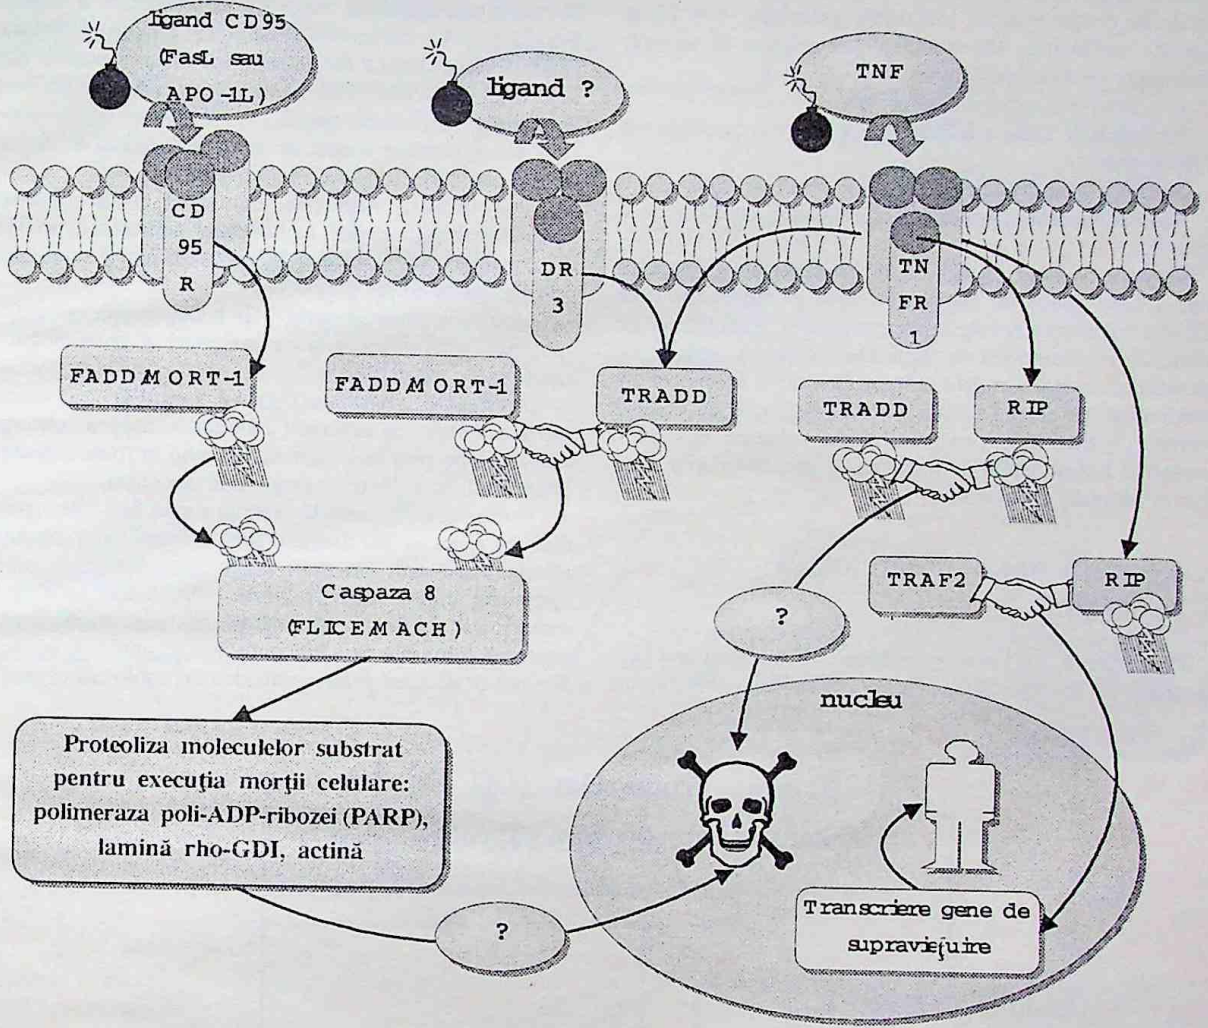 ligand CD95
(FasL sau
APO-1L)
ligand ?
TNF
CD
95
R
DR
3
TN
FR
1
FADD/MORT-1
FADD/MORT-1
TRADD
TRADD
RIP
Caspaza 8
(FLICE/MACH)
TRAF2
RIP
?
nucleu
Proteoliza moleculelor substrat
pentru execuţia morţii celulare:
polimeraza poli-ADP-ribozei (PARP),
lamină rho-GDI, actină
Transcriere gene de
supravieţuire
?